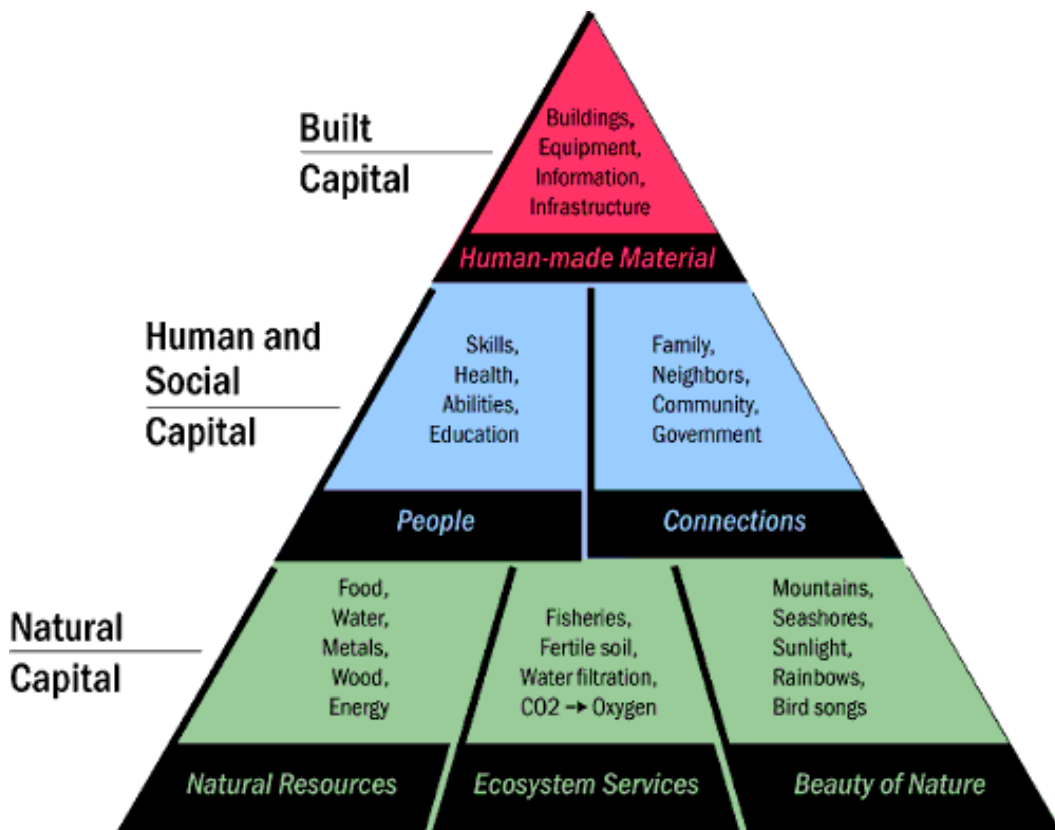 Built
Capital
Buildings,
Equipment,
Information,
Infrastructure
Human-made Material
Human and
Social
Capital
Skills,
Health,
Abilities,
Education
People
Family,
Neighbors,
Community,
Government
Connections
Natural
Capital
Food,
Water,
Metals,
Wood,
Energy
Natural Resources
Fisheries,
Fertile soil,
Water filtration,
CO2 → Oxygen
Ecosystem Services
Mountains,
Seashores,
Sunlight,
Rainbows,
Bird songs
Beauty of Nature